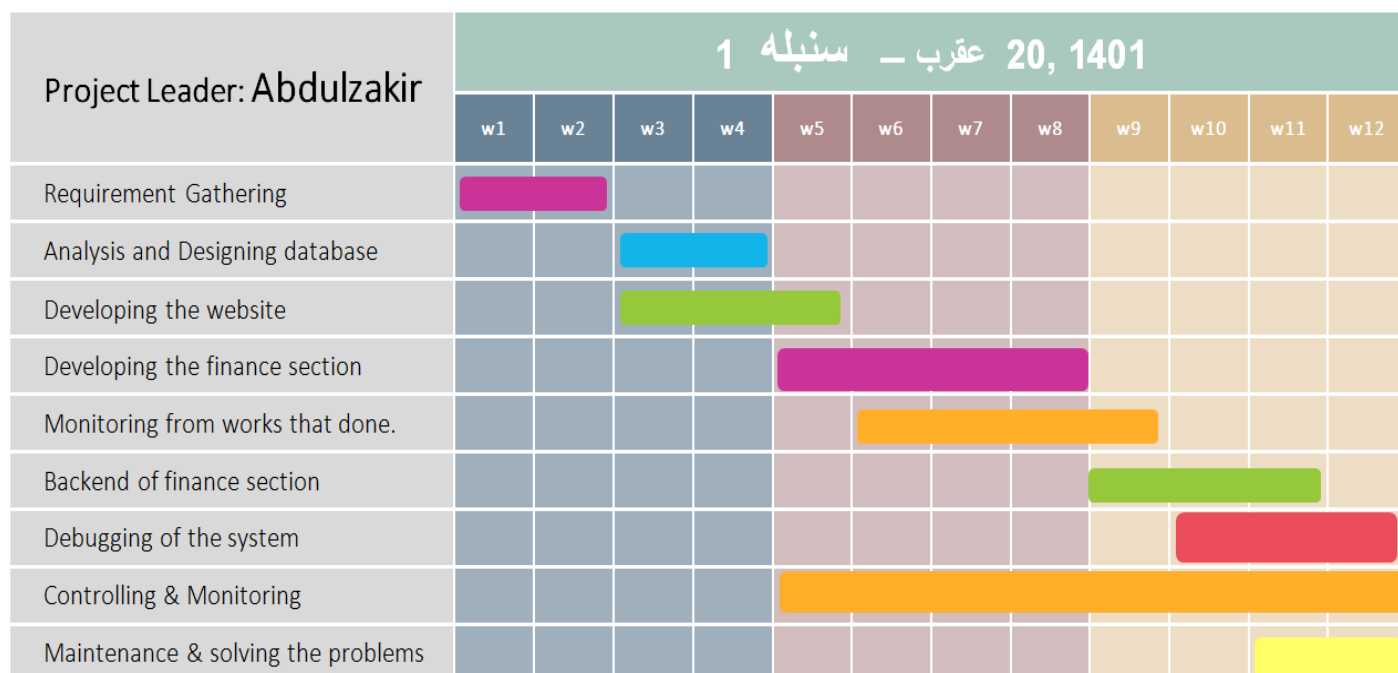 Project Leader: Abdulzakir
1 سنبله – عقرب 20, 1401
w1 w2 w3 w4 w5 w6 w7 w8 w9 w10 w11 w12
Requirement Gathering
Analysis and Designing database
Developing the website
Developing the finance section
Monitoring from works that done.
Backend of finance section
Debugging of the system
Controlling & Monitoring
Maintenance & solving the problems